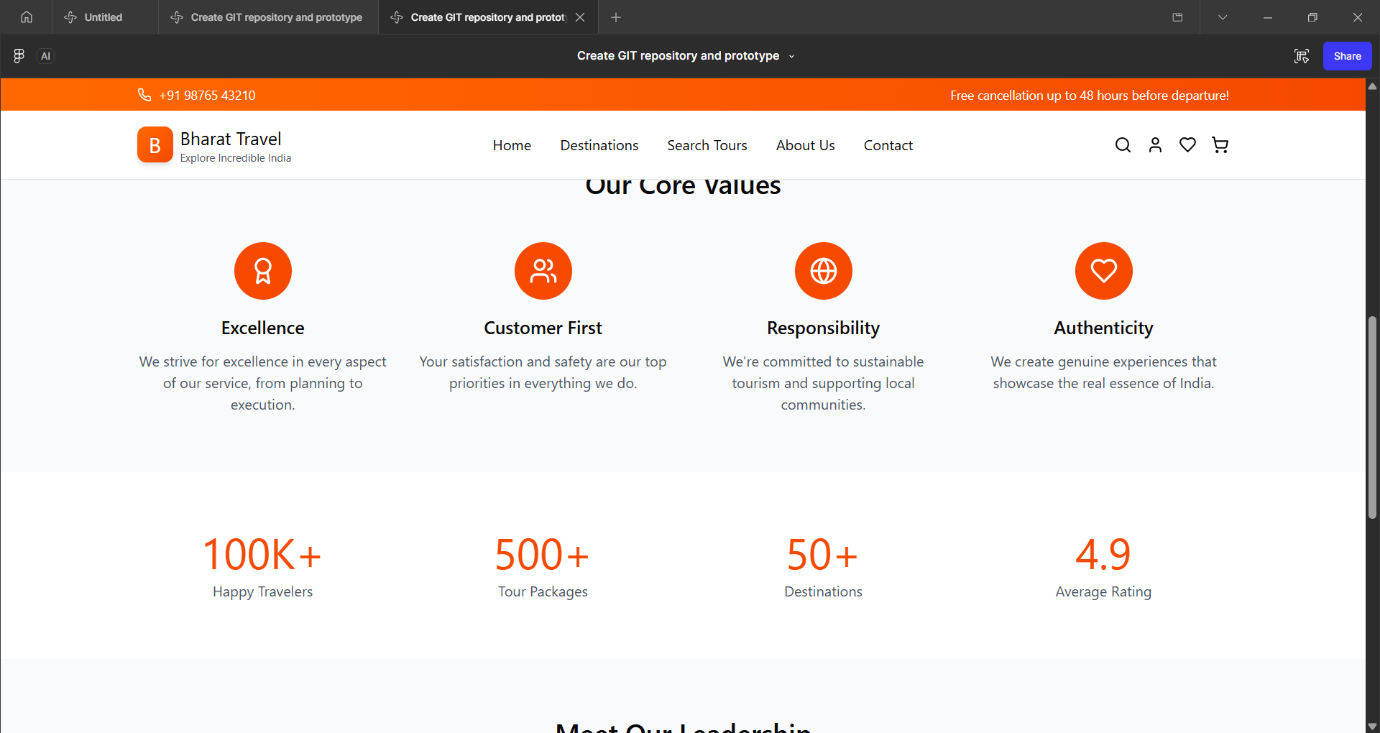 Untitled
Create GIT repository and prototype
Create GIT repository and protot
AI
Create GIT repository and prototype
Share
+91 98765 43210
Free cancellation up to 48 hours before departure!
B
Bharat Travel
Explore Incredible India
Home
Destinations
Search Tours
About Us
Contact
Our Core Values
Excellence
We strive for excellence in every aspect
of our service, from planning to
execution.
Customer First
Your satisfaction and safety are our top
priorities in everything we do.
Responsibility
We're committed to sustainable
tourism and supporting local
communities.
Authenticity
We create genuine experiences that
showcase the real essence of India.
100K+
Happy Travelers
500+
Tour Packages
50+
Destinations
4.9
Average Rating
Meet Our Leadership